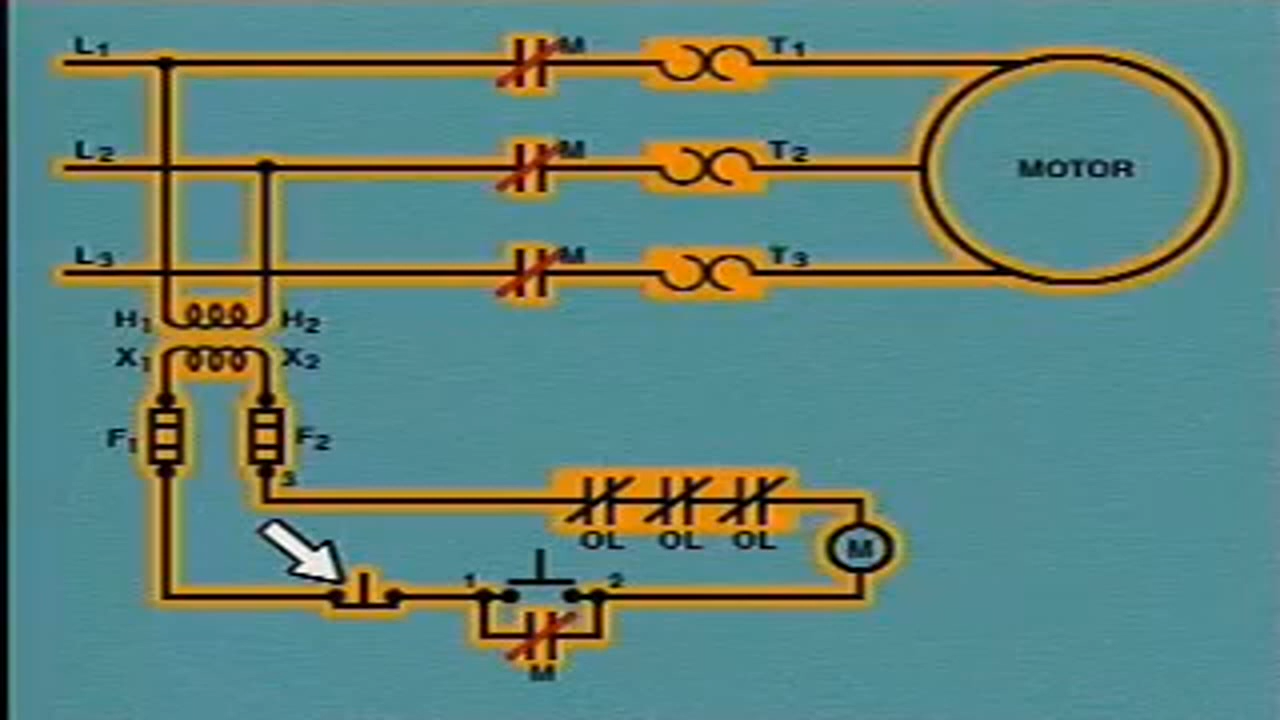 L1 M T1
L2 M T2
MOTOR
L3 M T3
H1 H2
X1 X2
F1 F2
3
OL OL OL
M
1 2
M